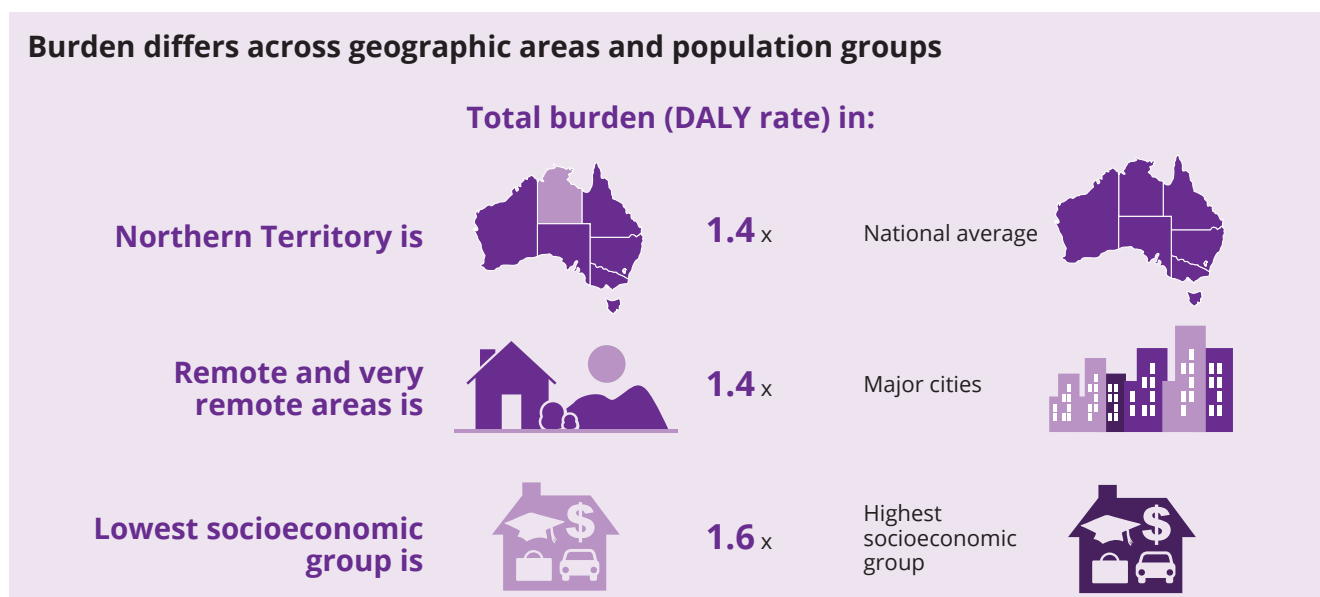 Burden differs across geographic areas and population groups
Total burden (DALY rate) in:
Northern Territory is
1.4 x
National average
Remote and very
remote areas is
1.4 x
Major cities
Lowest socioeconomic
group is
$
1.6 x
Highest
socioeconomic
group
$